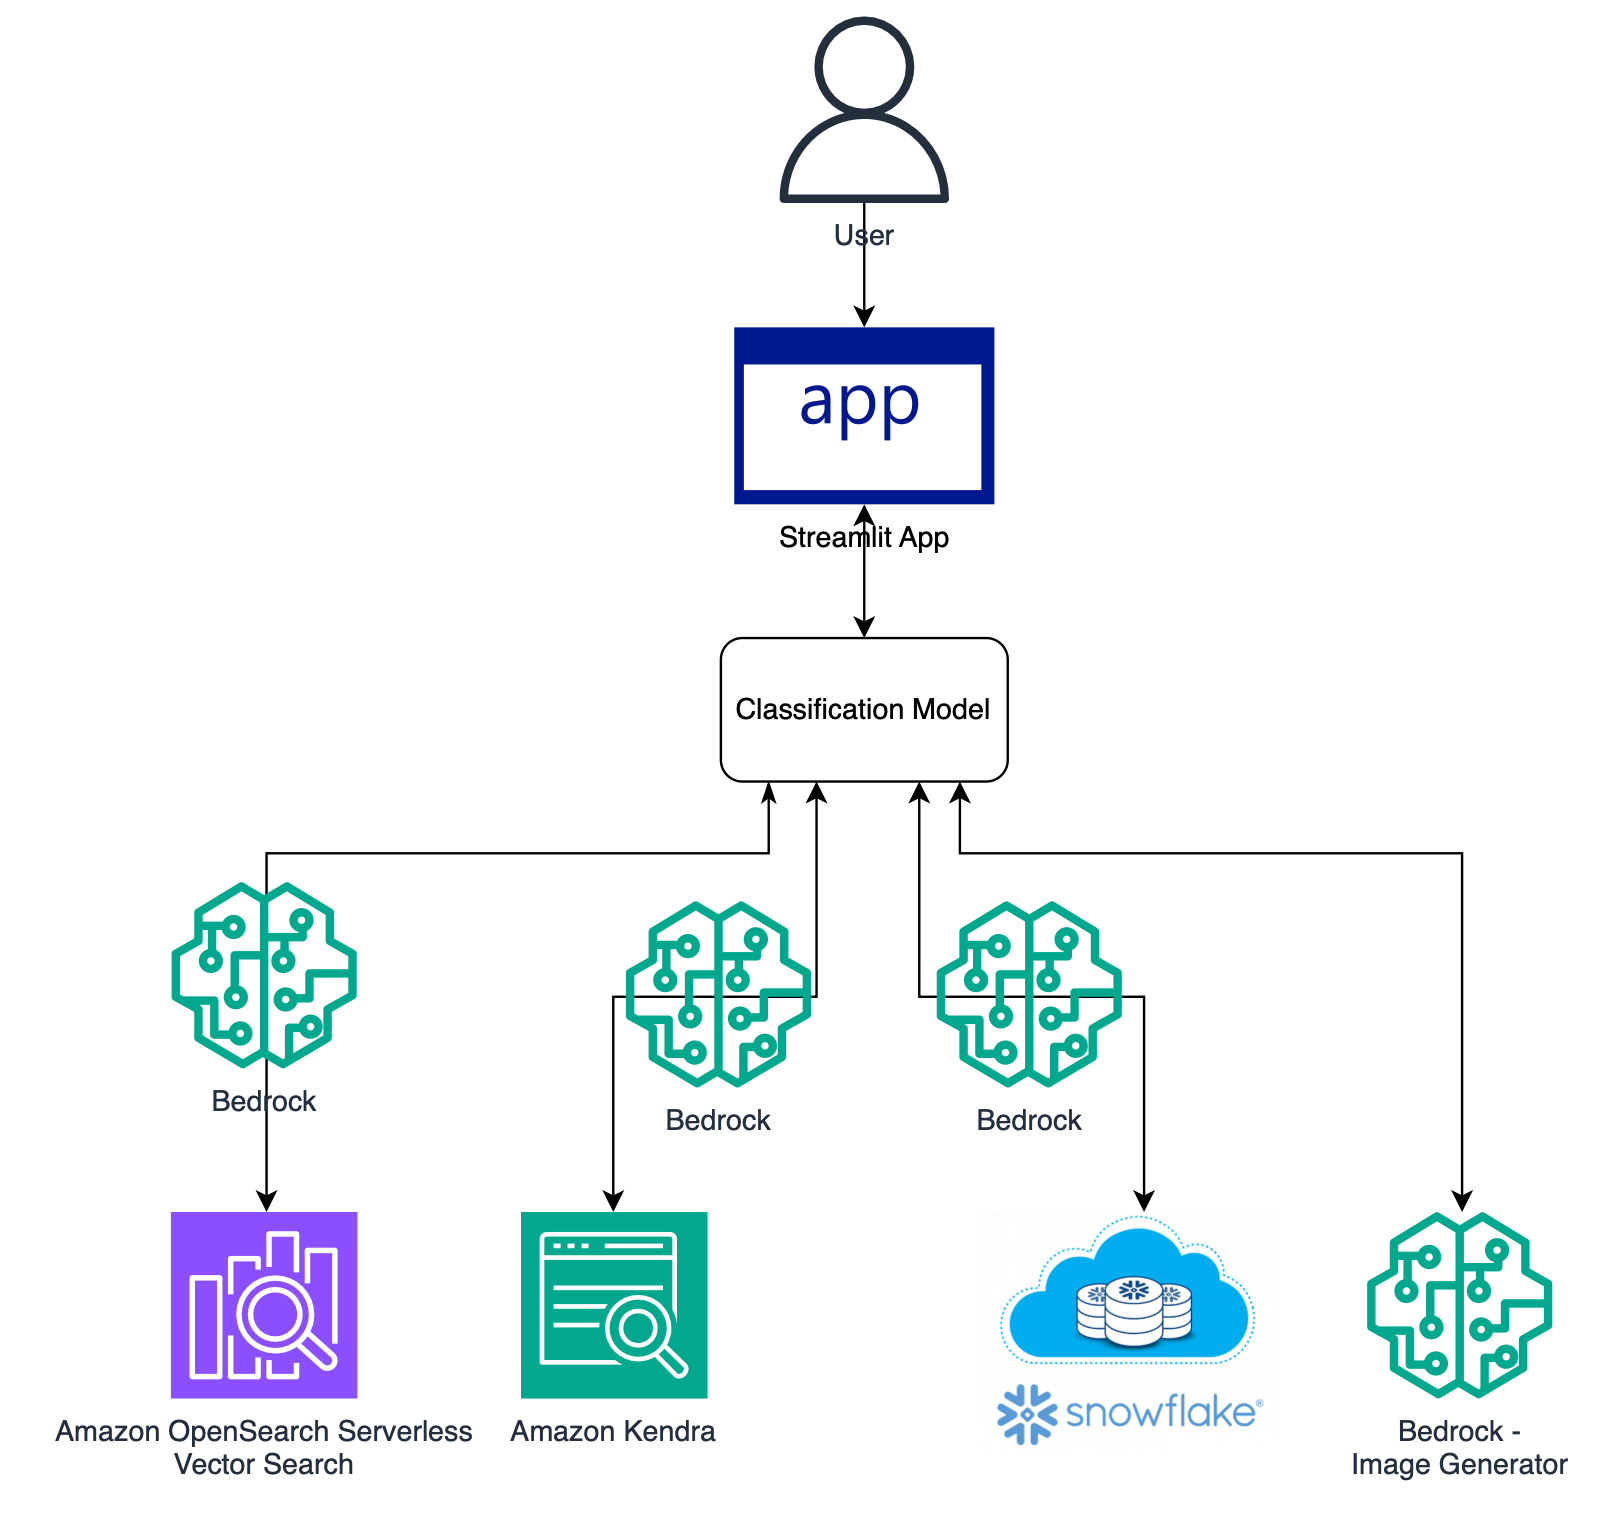 User
app
Streamlit App
Classification Model
Bedrock
Bedrock
Bedrock
snowflake®
Amazon OpenSearch Serverless
Vector Search
Amazon Kendra
Bedrock -
Image Generator